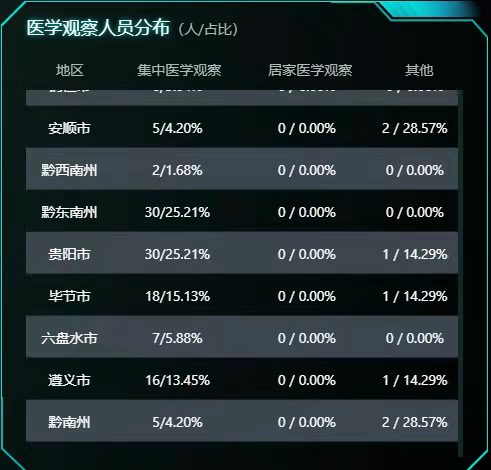 医学观察人员分布（人/占比）
地区 集中医学观察 居家医学观察 其他
安顺市 5/4.20% 0 / 0.00% 2 / 28.57%
黔西南州 2/1.68% 0 / 0.00% 0 / 0.00%
黔东南州 30/25.21% 0 / 0.00% 0 / 0.00%
贵阳市 30/25.21% 0 / 0.00% 1 / 14.29%
毕节市 18/15.13% 0 / 0.00% 1 / 14.29%
六盘水市 7/5.88% 0 / 0.00% 0 / 0.00%
遵义市 16/13.45% 0 / 0.00% 1 / 14.29%
黔南州 5/4.20% 0 / 0.00% 2 / 28.57%